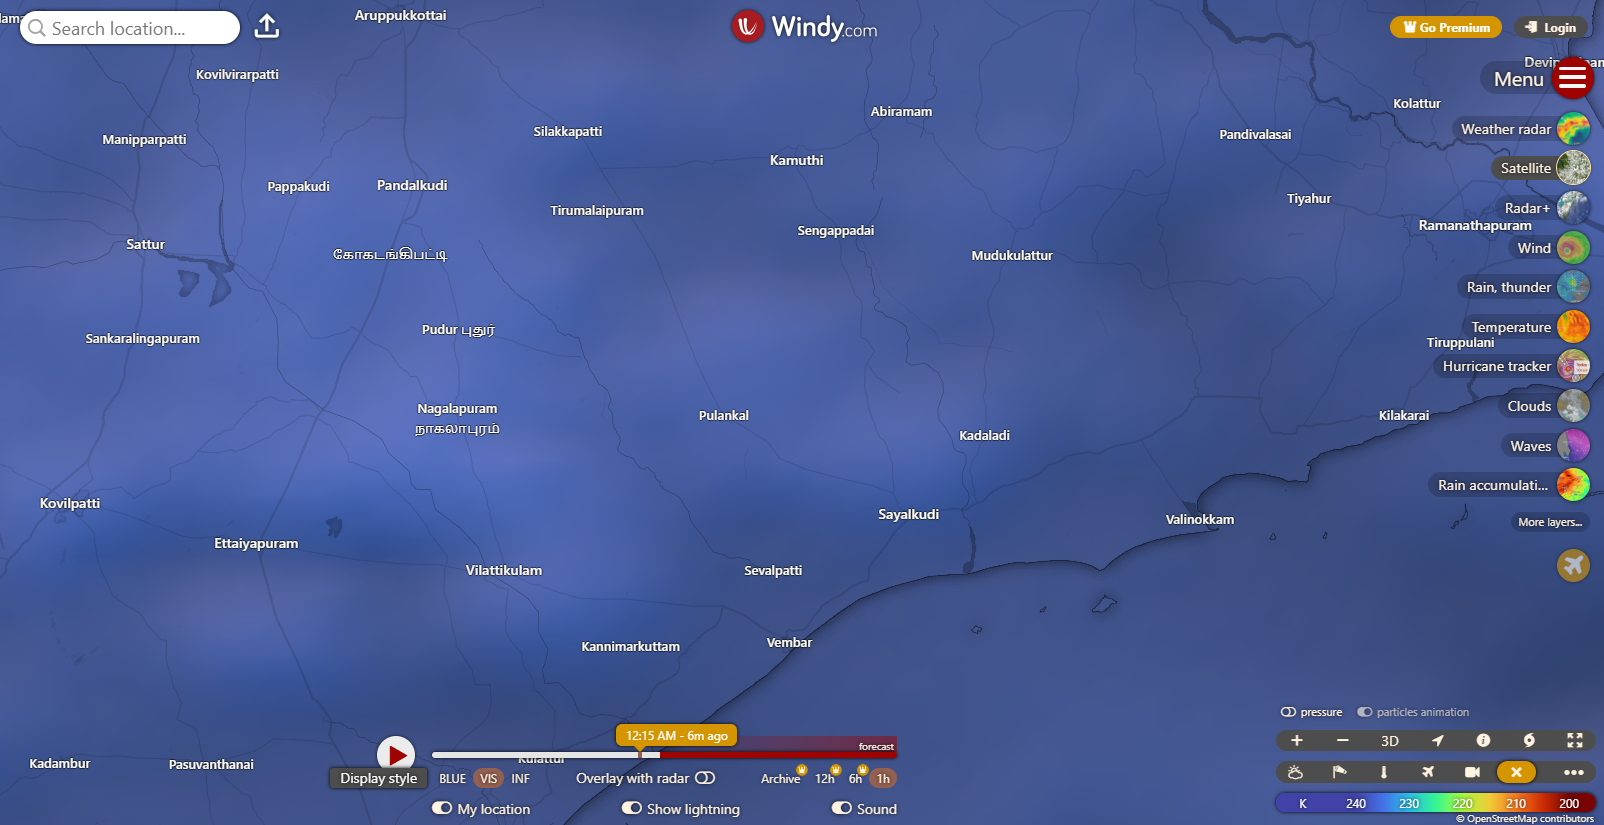 Search location...
Windy.com
Go Premium
Login
Menu
Weather radar
Satellite
Radar+
Wind
Rain, thunder
Temperature
Hurricane tracker
Clouds
Waves
Rain accumulati...
More layers...
Aruppukkottai
Kovilvirarpatti
Manipparpatti
Silakkapatti
Abiramam
Kolattur
Pandivalasai
Kamuthi
Pappakudi
Pandalkudi
Tirumalaipuram
Tiyahur
Ramanathapuram
Sengappadai
Sattur
கோகடங்கிபட்டி
Mudukulattur
Pudur புதுர்
Sankaralingapuram
Tiruppulani
Nagalapuram
நாகலாபுரம்
Pulankal
Kilakarai
Kadaladi
Kovilpatti
Sayalkudi
Valinokkam
Ettaiyapuram
Vilattikulam
Sevalpatti
Kannimarkuttam
Vembar
Kadambur
Pasuvanthanai
12:15 AM - 6m ago
forecast
Display style
BLUE VIS INF
Overlay with radar
Archive 12h 6h 1h
My location
Show lightning
Sound
pressure
particles animation
3D
K 240 230 220 210 200
© OpenStreetMap contributors